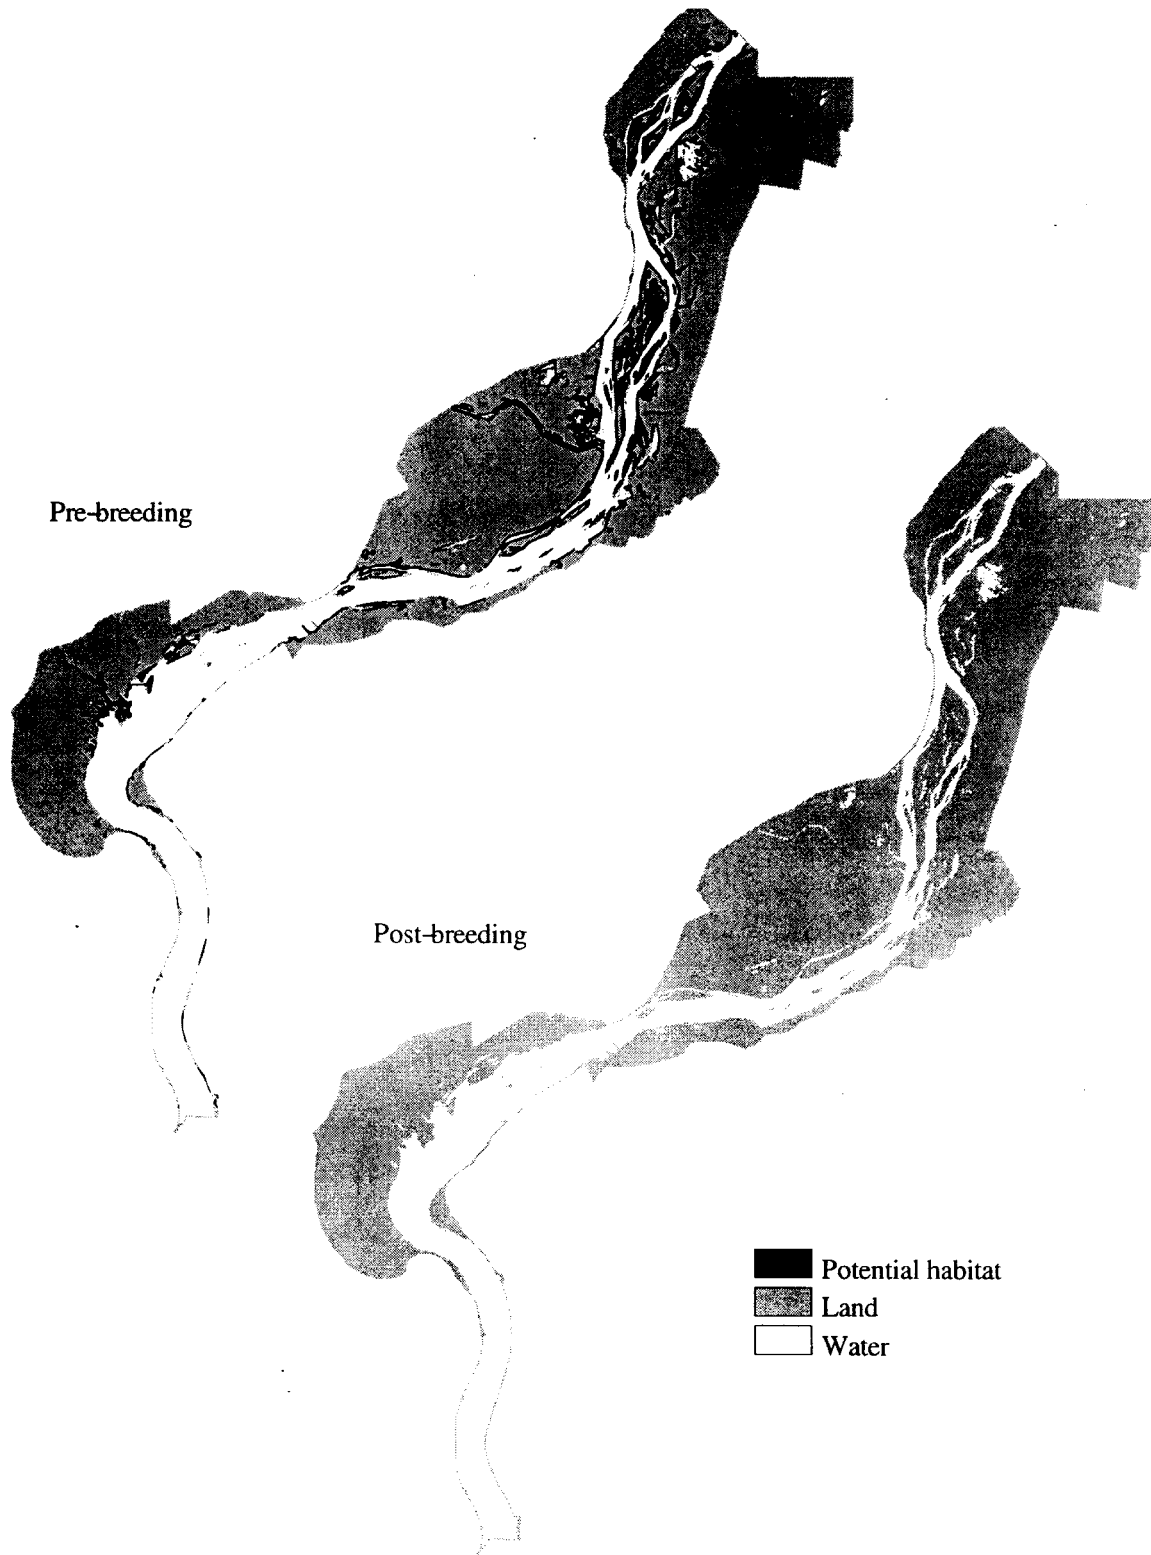 Pre-breeding
Post-breeding
Potential habitat
Land
Water